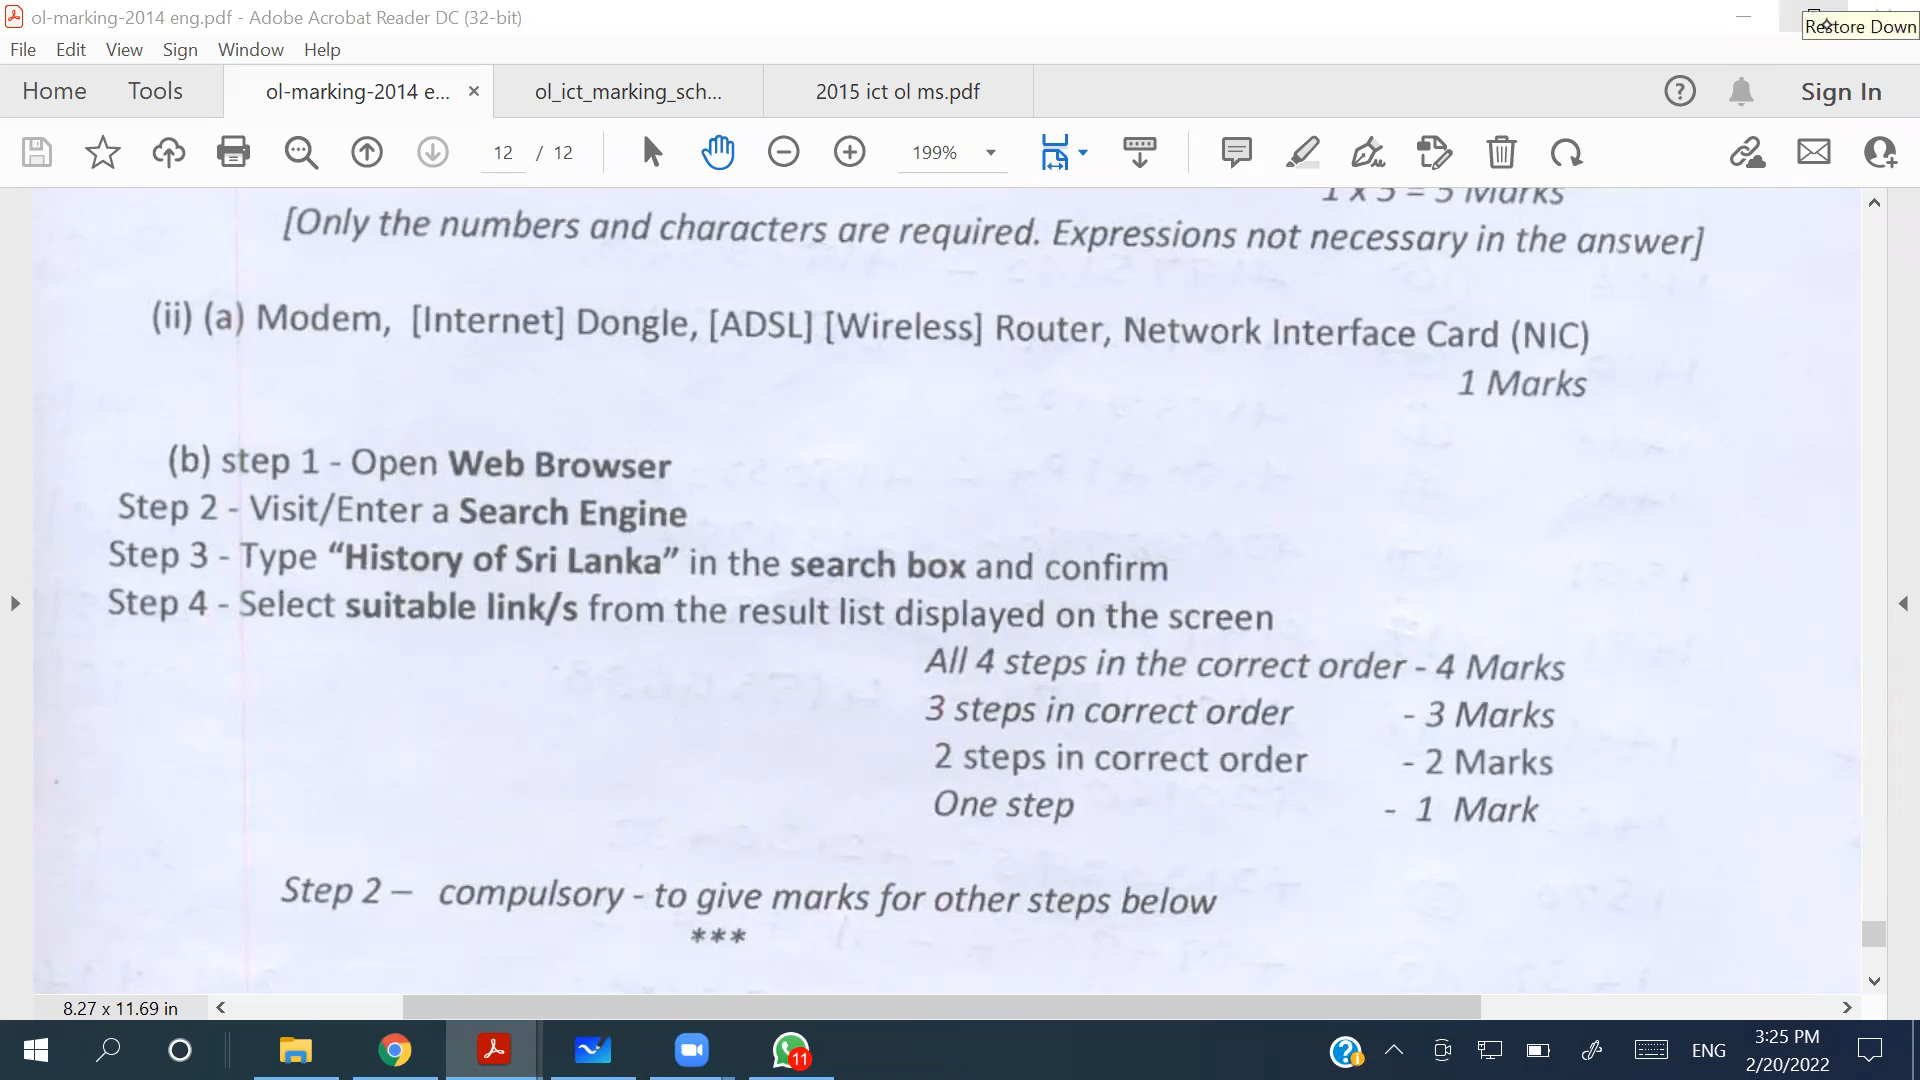 ol-marking-2014 eng.pdf - Adobe Acrobat Reader DC (32-bit)
Restore Down
File Edit View Sign Window Help
Home Tools ol-marking-2014 e... × ol_ict_marking_sch... 2015 ict ol ms.pdf Sign In
12 / 12 199%
1 x 5 = 5 Marks
[Only the numbers and characters are required. Expressions not necessary in the answer]
(ii) (a) Modem, [Internet] Dongle, [ADSL] [Wireless] Router, Network Interface Card (NIC)
1 Marks
(b) step 1 - Open Web Browser
Step 2 - Visit/Enter a Search Engine
Step 3 - Type “History of Sri Lanka” in the search box and confirm
Step 4 - Select suitable link/s from the result list displayed on the screen
All 4 steps in the correct order - 4 Marks
3 steps in correct order - 3 Marks
2 steps in correct order - 2 Marks
One step - 1 Mark
Step 2 – compulsory - to give marks for other steps below
***
8.27 x 11.69 in
11
ENG
3:25 PM
2/20/2022